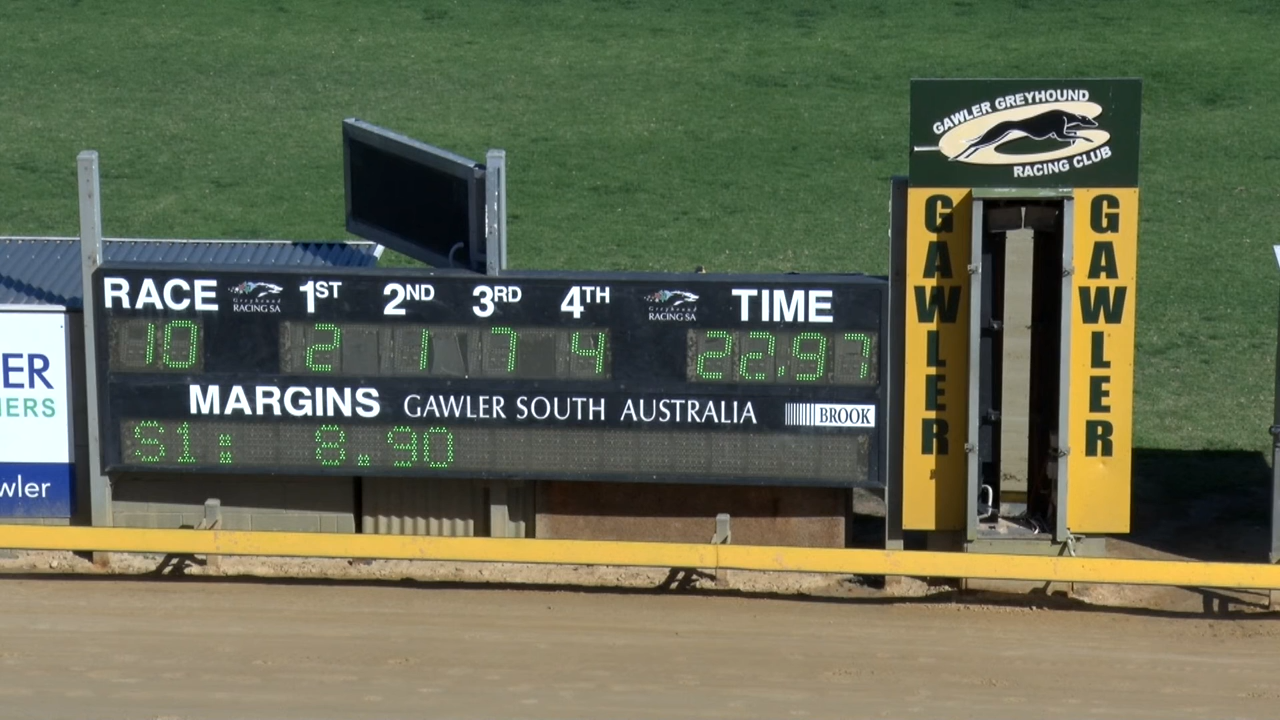 GAWLER GREYHOUND
RACING CLUB
GAWLER
GAWLER
RACE 1ST 2ND 3RD 4TH TIME
Greyhound
RACING SA
Greyhound
RACING SA
10 2 1 7 4 22.97
MARGINS GAWLER SOUTH AUSTRALIA BROOK
S1: 8.90
ER
IERS
wler